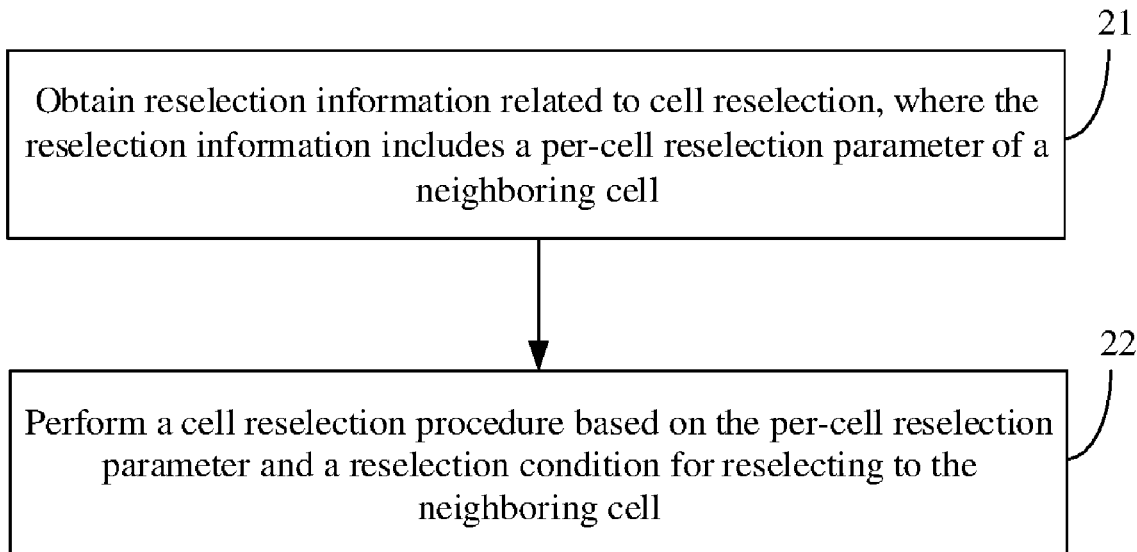 21
Obtain reselection information related to cell reselection, where the
reselection information includes a per-cell reselection parameter of a
neighboring cell
22
Perform a cell reselection procedure based on the per-cell reselection
parameter and a reselection condition for reselecting to the
neighboring cell